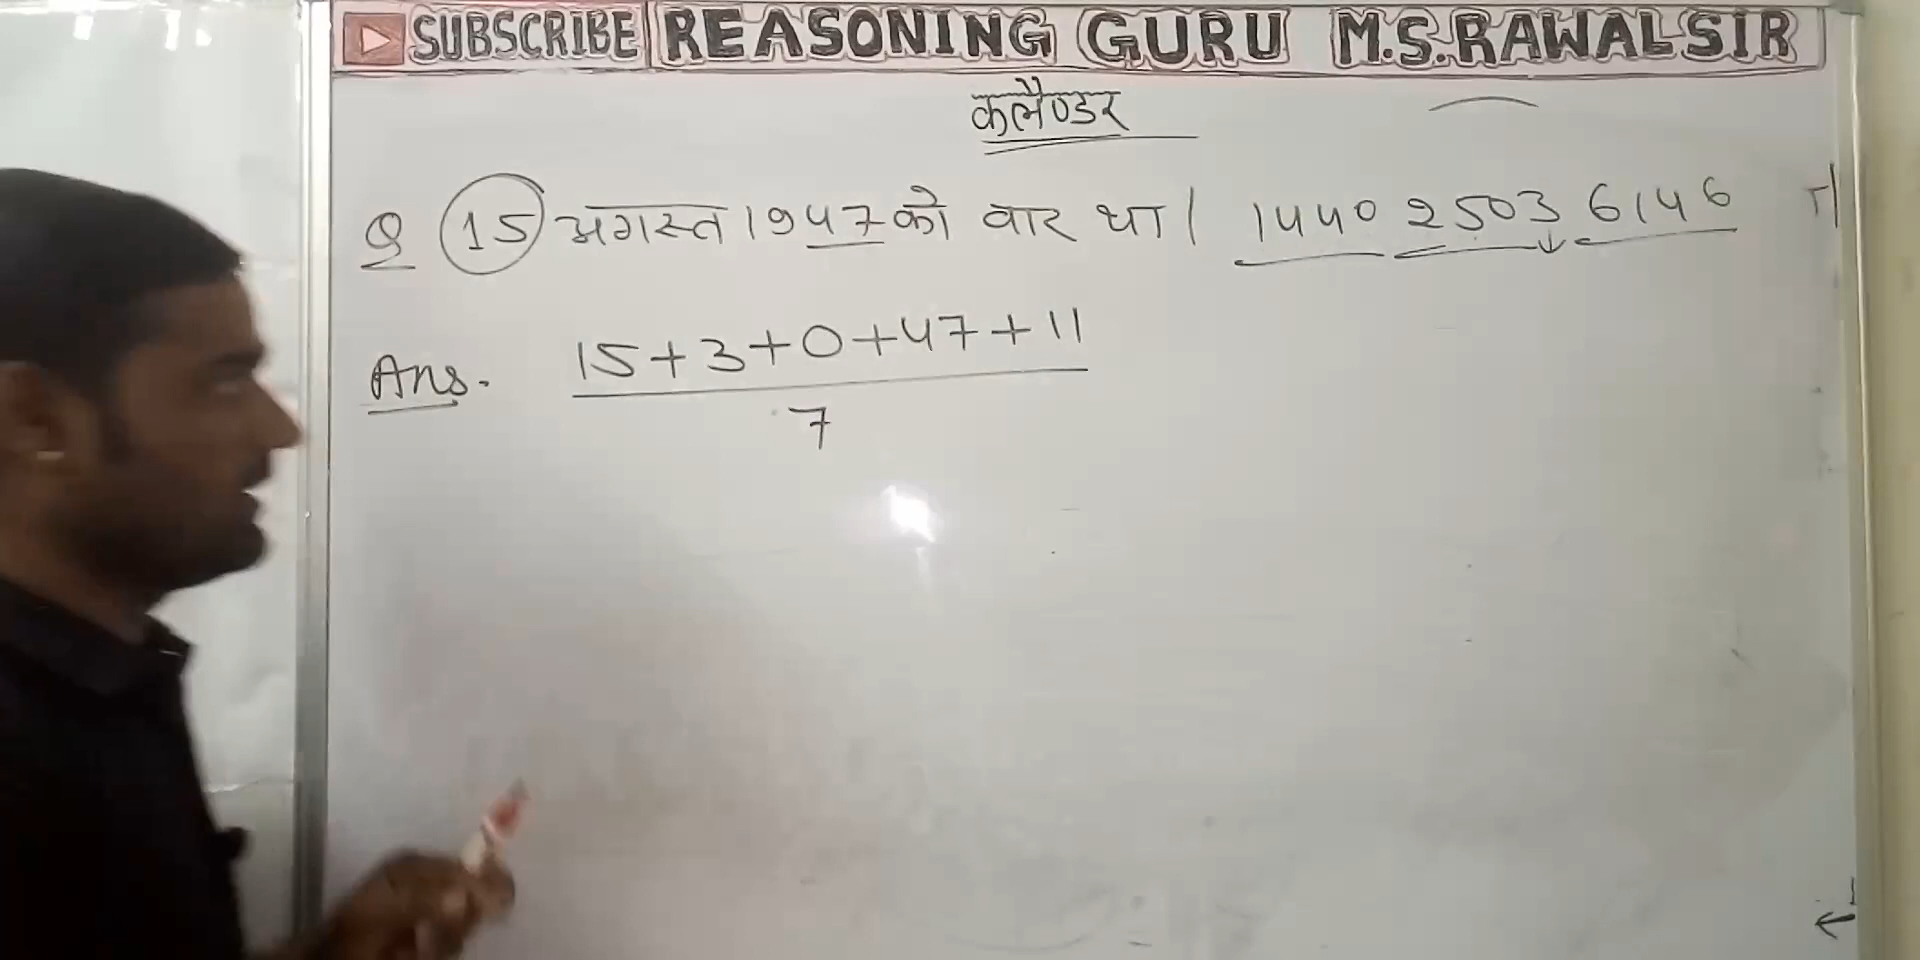 SUBSCRIBE REASONING GURU M.S.RAWAL SIR
कलैण्डर
Q 15 अगस्त 1947 को वार था। 1440 2503 6146
Ans. 15+3+0+47+11
7